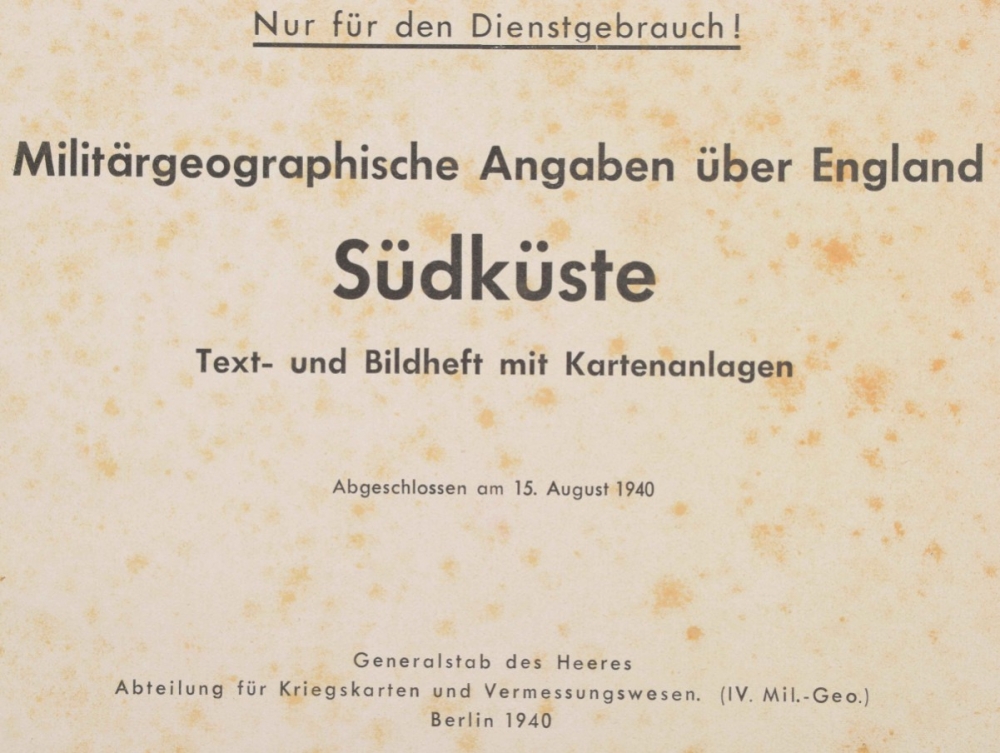 Nur für den Dienstgebrauch!
Militärgeographische Angaben über England
Südküste
Text- und Bildheft mit Kartenanlagen
Abgeschlossen am 15. August 1940
Generalstab des Heeres
Abteilung für Kriegskarten und Vermessungswesen. (IV. Mil.-Geo.)
Berlin 1940